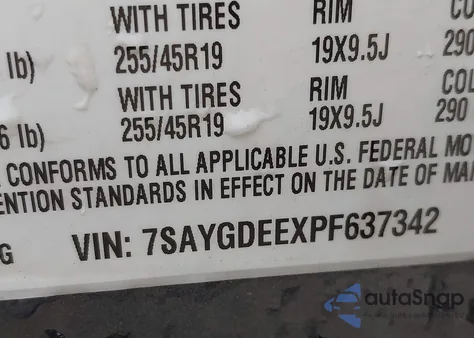 WITH TIRES RIM CO
lb) 255/45R19 19X9.5J 290
WITH TIRES RIM COL
6 lb) 255/45R19 19X9.5J 290
CONFORMS TO ALL APPLICABLE U.S. FEDERAL MO
ENTION STANDARDS IN EFFECT ON THE DATE OF MA
G VIN: 7SAYGDEEXPF637342
autoSnap